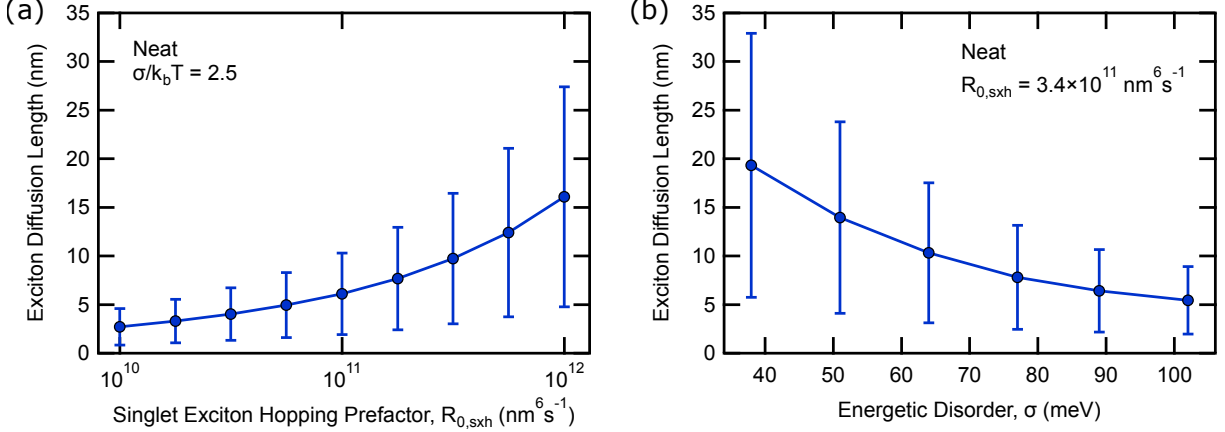 (a)
Exciton Diffusion Length (nm)
35
30
25
20
15
10
5
0
Neat
σ/k_bT = 2.5
10^10
10^11
10^12
Singlet Exciton Hopping Prefactor, R_0,sxh (nm^6s^-1)
(b)
Exciton Diffusion Length (nm)
35
30
25
20
15
10
5
0
Neat
R_0,sxh = 3.4×10^11 nm^6s^-1
40
50
60
70
80
90
100
Energetic Disorder, σ (meV)